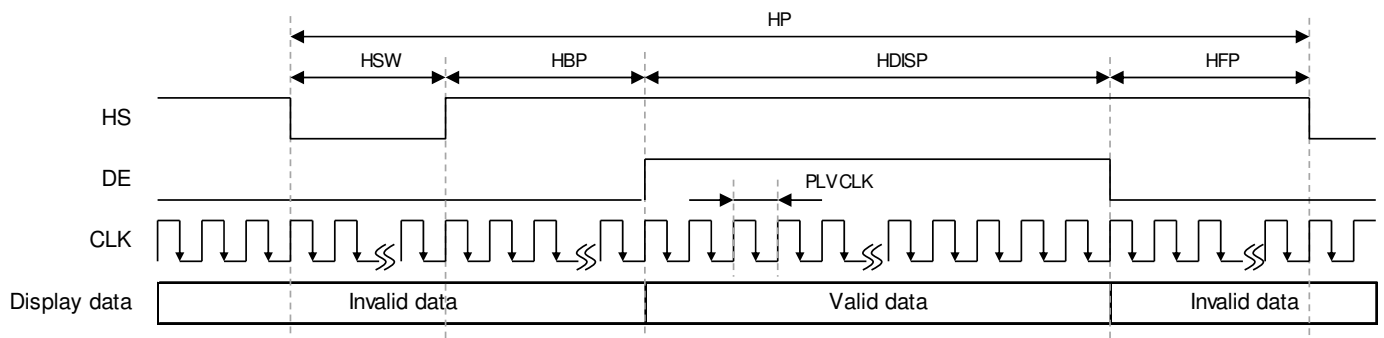 HP
HSW HBP HDISP HFP
HS
DE
PLVCLK
CLK
Display data Invalid data Valid data Invalid data